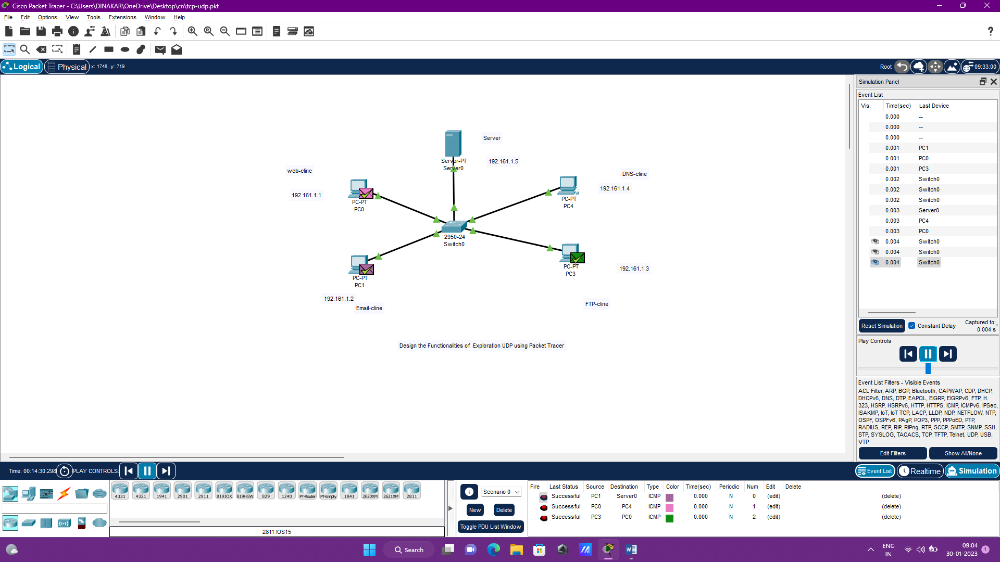 Cisco Packet Tracer - C:\Users\DINAKAR\OneDrive\Desktop\cn\tcp-udp.pkt
File Edit Options View Tools Extensions Window Help
Logical Physical x: 1748, y: 719 Root 09:33:00
Simulation Panel
Event List
Vis. Time(sec) Last Device
0.000 --
0.000 --
0.000 --
0.001 PC1
0.001 PC0
0.001 PC3
0.002 Switch0
0.002 Switch0
0.002 Switch0
0.003 Server0
0.003 PC4
0.003 PC0
0.004 Switch0
0.004 Switch0
0.004 Switch0
Reset Simulation Constant Delay Captured to:
0.004 s
Play Controls
Event List Filters - Visible Events
ACL Filter, ARP, BGP, Bluetooth, CAPWAP, CDP, DHCP,
DHCPv6, DNS, DTP, EAPOL, EIGRP, EIGRPv6, FTP, H.
323, HSRP, HSRPv6, HTTP, HTTPS, ICMP, ICMPv6, IPSec,
ISAKMP, IoT, IoT TCP, LACP, LLDP, NDP, NETFLOW, NTP,
OSPF, OSPFv6, PAgP, POP3, PPP, PPPoED, PTP,
RADIUS, REP, RIP, RIPng, RTP, SCCP, SMTP, SNMP, SSH,
STP, SYSLOG, TACACS, TCP, TFTP, Telnet, UDP, USB,
VTP
Edit Filters Show All/None
Server
Server-PT
Server0
192.161.1.5
web-cline
192.161.1.1
PC-PT
PC0
DNS-cline
192.161.1.4
PC-PT
PC4
2950-24
Switch0
PC-PT
PC1
192.161.1.2
Email-cline
PC-PT
PC3
192.161.1.3
FTP-cline
Design the Functionalities of Exploration UDP using Packet Tracer
Time: 00:14:30.298 PLAY CONTROLS: Event List Realtime Simulation
4331 4321 1941 2901 2911 819IOX 819HGW 829 1240 PT-Router PT-Empty 1841 2620XM 2621XM 2811
2811 IOS15
Scenario 0
New Delete
Toggle PDU List Window
Fire Last Status Source Destination Type Color Time(sec) Periodic Num Edit Delete
Successful PC1 Server0 ICMP 0.000 N 0 (edit) (delete)
Successful PC0 PC4 ICMP 0.000 N 1 (edit) (delete)
Successful PC3 PC0 ICMP 0.000 N 2 (edit) (delete)
Search
ENG
IN
09:04
30-01-2023
1